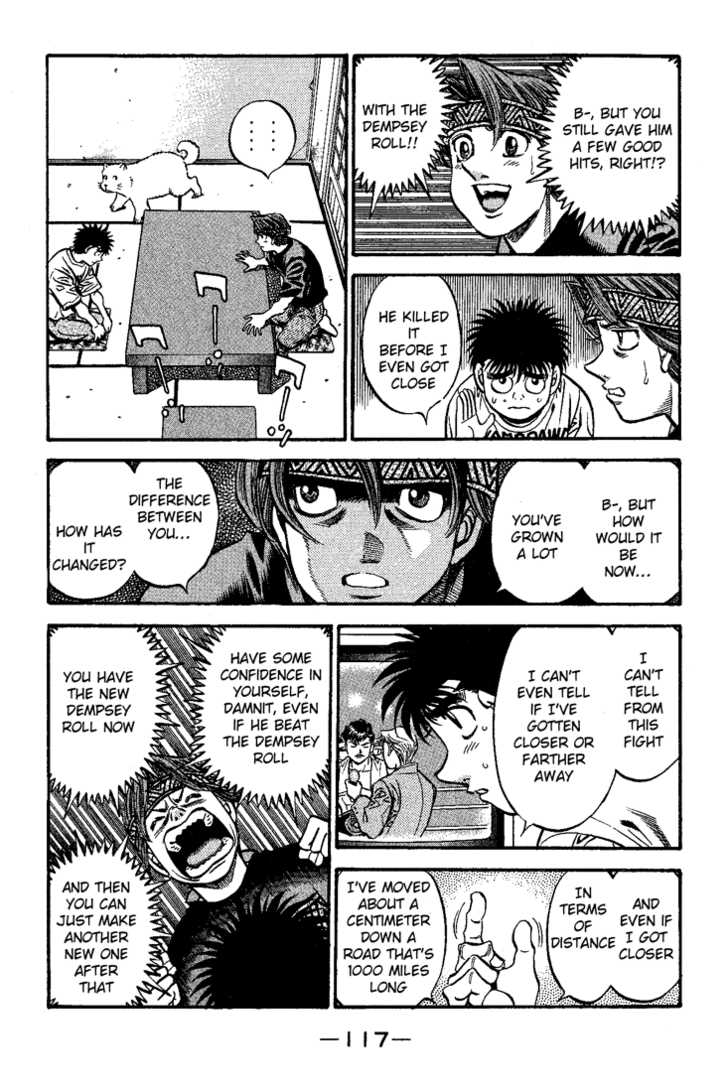 B-, BUT YOU
STILL GAVE HIM
A FEW GOOD
HITS, RIGHT!?
WITH THE
DEMPSEY
ROLL!!
HE KILLED
IT
BEFORE I
EVEN GOT
CLOSE
B-, BUT
HOW
WOULD IT
BE
NOW...
YOU'VE
GROWN
A LOT
THE
DIFFERENCE
BETWEEN
YOU...
HOW HAS
IT
CHANGED?
I
CAN'T
TELL
FROM
THIS
FIGHT
I CAN'T
EVEN TELL
IF I'VE
GOTTEN
CLOSER OR
FARTHER
AWAY
AND
EVEN IF
I GOT
CLOSER
IN
TERMS
OF
DISTANCE
I'VE MOVED
ABOUT A
CENTIMETER
DOWN A
ROAD THAT'S
1000 MILES
LONG
HAVE SOME
CONFIDENCE IN
YOURSELF,
DAMNIT, EVEN
IF HE BEAT
THE DEMPSEY
ROLL
YOU HAVE
THE NEW
DEMPSEY
ROLL NOW
AND THEN
YOU CAN
JUST MAKE
ANOTHER
NEW ONE
AFTER
THAT
—117—